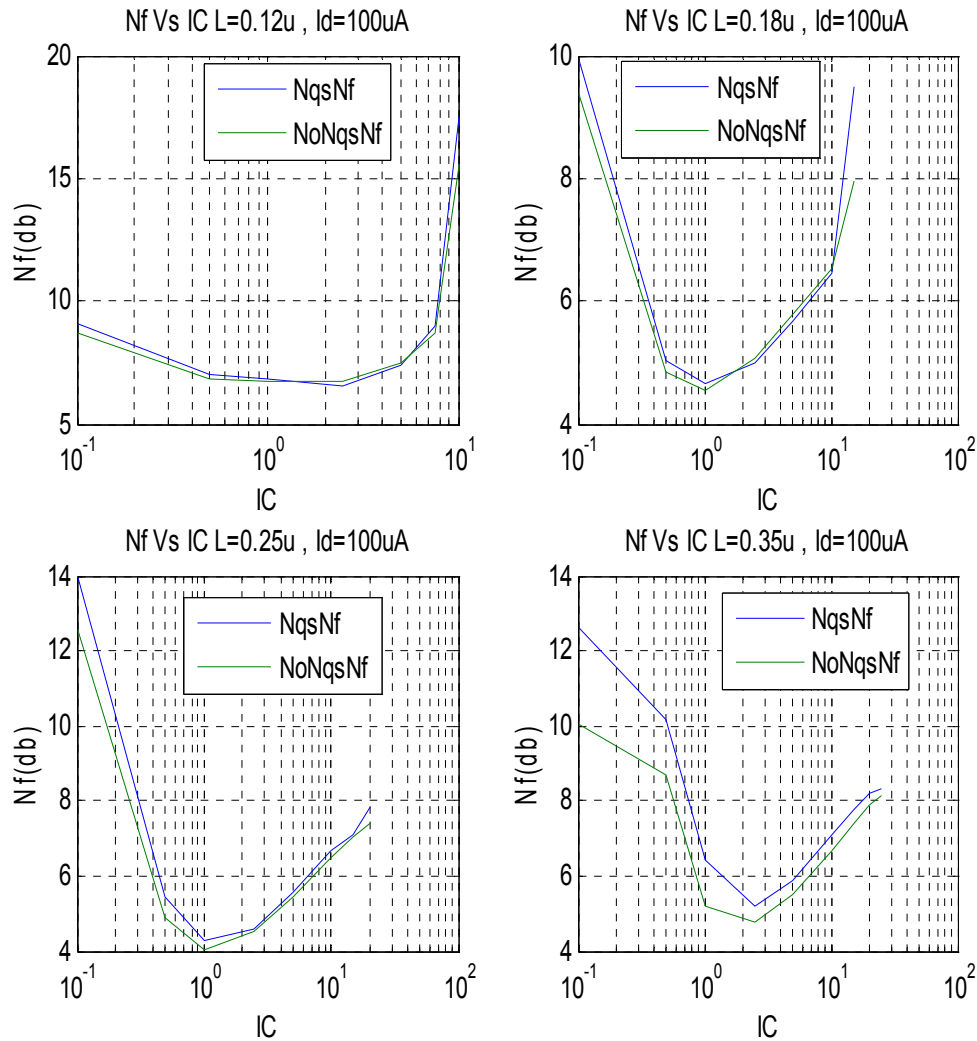 Nf Vs IC L=0.12u , Id=100uA
20
15
10
5
Nf(db)
NqsNf
NoNqsNf
10^-1
10^0
10^1
IC
Nf Vs IC L=0.18u , Id=100uA
10
8
6
4
Nf(db)
NqsNf
NoNqsNf
10^-1
10^0
10^1
10^2
IC
Nf Vs IC L=0.25u , Id=100uA
14
12
10
8
6
4
Nf(db)
NqsNf
NoNqsNf
10^-1
10^0
10^1
10^2
IC
Nf Vs IC L=0.35u , Id=100uA
14
12
10
8
6
4
Nf(db)
NqsNf
NoNqsNf
10^-1
10^0
10^1
10^2
IC